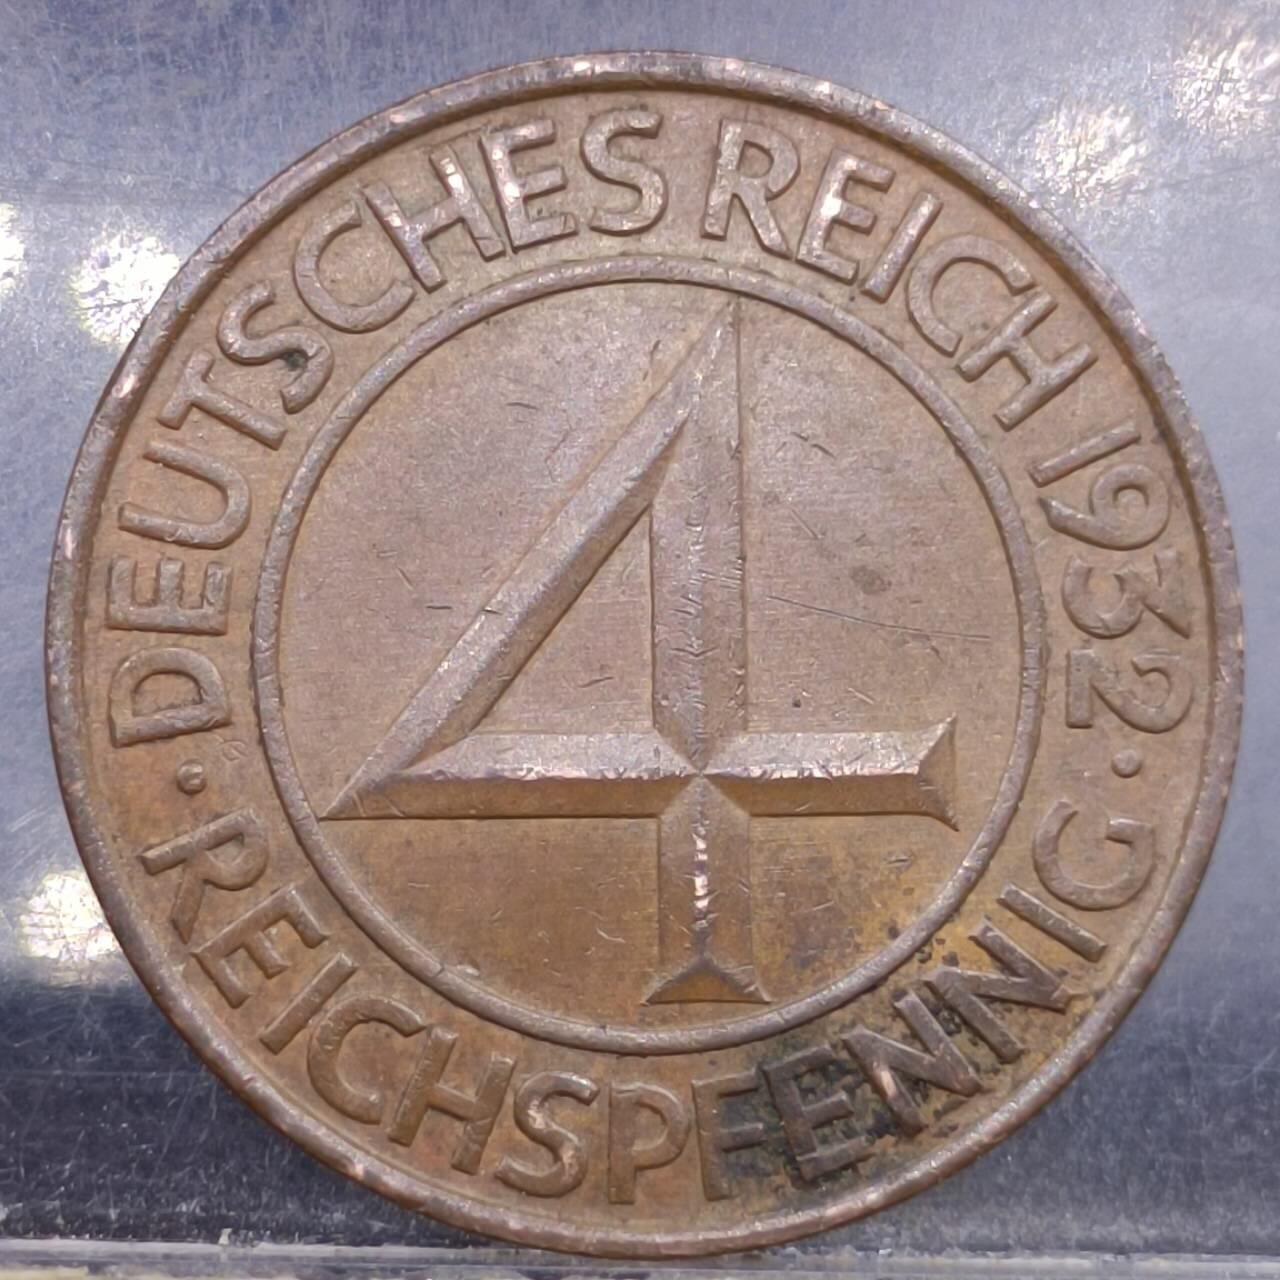 DEUTSCHES REICH 1932
4
REICHSPFENNIG